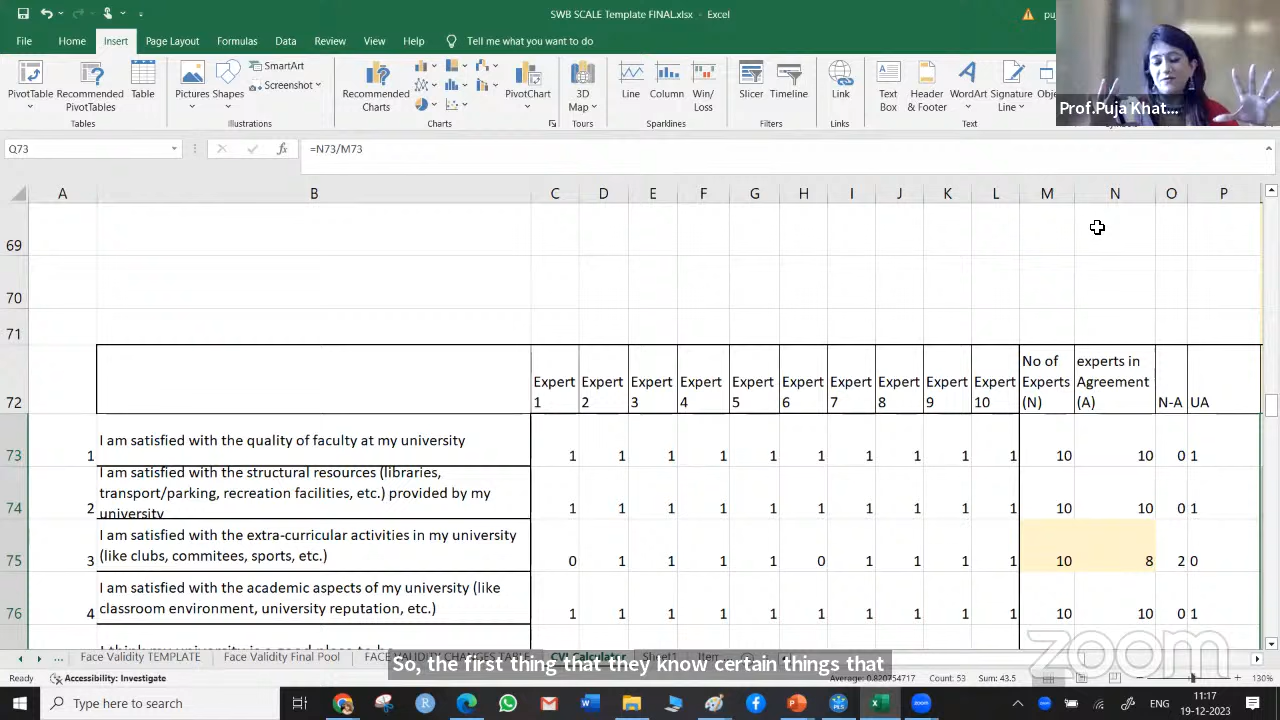 SWB SCALE Template FINAL.xlsx - Excel
Prof.Puja Khat...
File Home Insert Page Layout Formulas Data Review View Help Tell me what you want to do
PivotTable Recommended PivotTables Table Pictures Shapes SmartArt Screenshot Recommended Charts PivotChart 3D Map Line Column Win/Loss Slicer Timeline Link Text Box Header & Footer WordArt Signature Line Object
Tables Illustrations Charts Tours Sparklines Filters Links Text
Q73 fx =N73/M73
A B C D E F G H I J K L M N O P
69
70
71
72 Expert 1 Expert 2 Expert 3 Expert 4 Expert 5 Expert 6 Expert 7 Expert 8 Expert 9 Expert 10 No of Experts (N) experts in Agreement (A) N-A UA
73 1 I am satisfied with the quality of faculty at my university 1 1 1 1 1 1 1 1 1 1 10 10 0 1
74 2 I am satisfied with the structural resources (libraries, transport/parking, recreation facilities, etc.) provided by my university 1 1 1 1 1 1 1 1 1 1 10 10 0 1
75 3 I am satisfied with the extra-curricular activities in my university (like clubs, commitees, sports, etc.) 0 1 1 1 1 0 1 1 1 1 10 8 2 0
76 4 I am satisfied with the academic aspects of my university (like classroom environment, university reputation, etc.) 1 1 1 1 1 1 1 1 1 1 10 10 0 1
... Face Validity TEMPLATE Face Validity Final Pool FACE VALIDITY CHANGES TABLE CVI Calculator Sheet1 Item
So, the first thing that they know certain things that
zoom
Ready Accessibility: Investigate Average: 0.820754717 Count: 53 Sum: 43.5 130%
Type here to search
ENG
11:17
19-12-2023